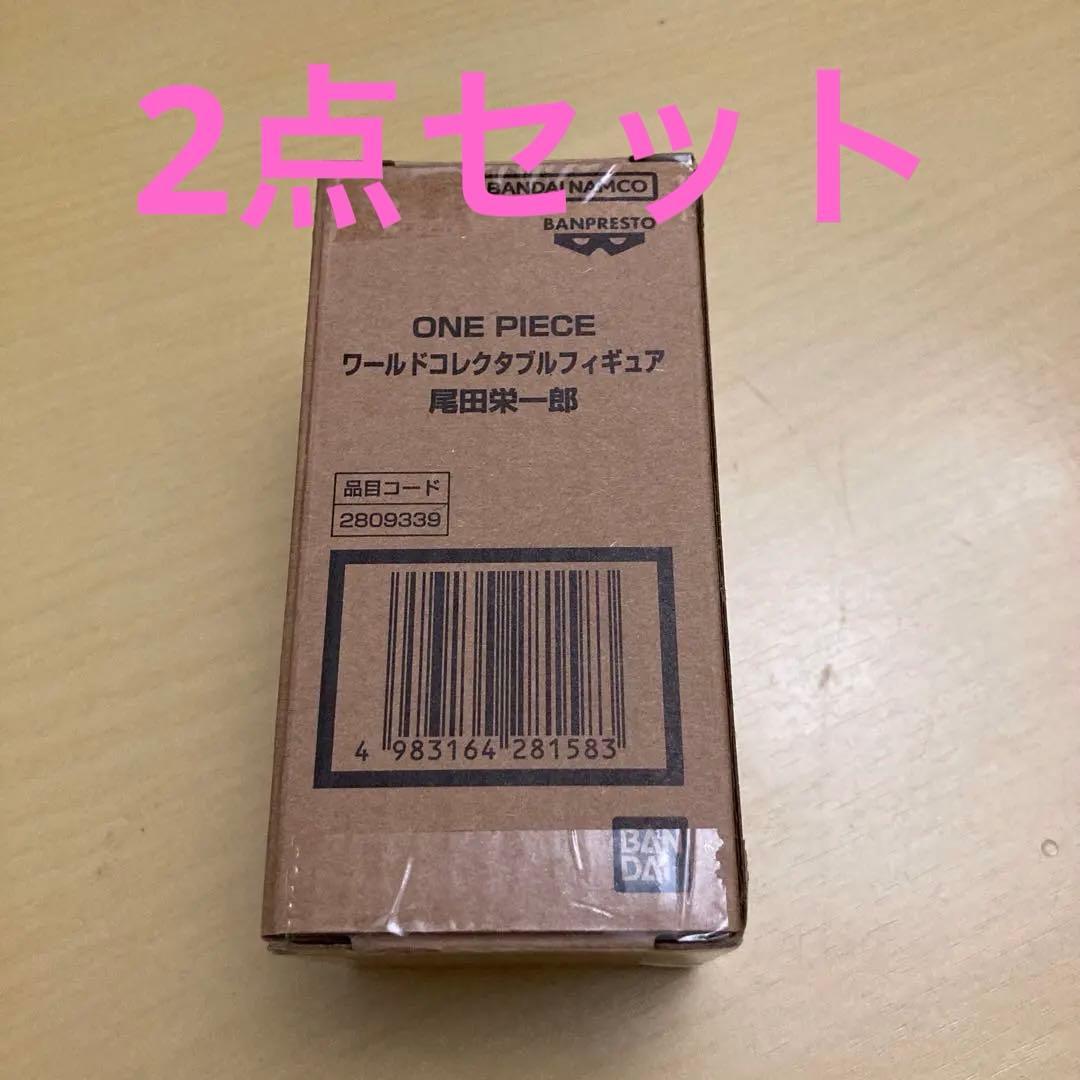 2点セット
BANDAI NAMCO
BANPRESTO
ONE PIECE
ワールドコレクタブルフィギュア
尾田栄一郎
品目コード
2809339
4 983164 281583
BAN
DAI